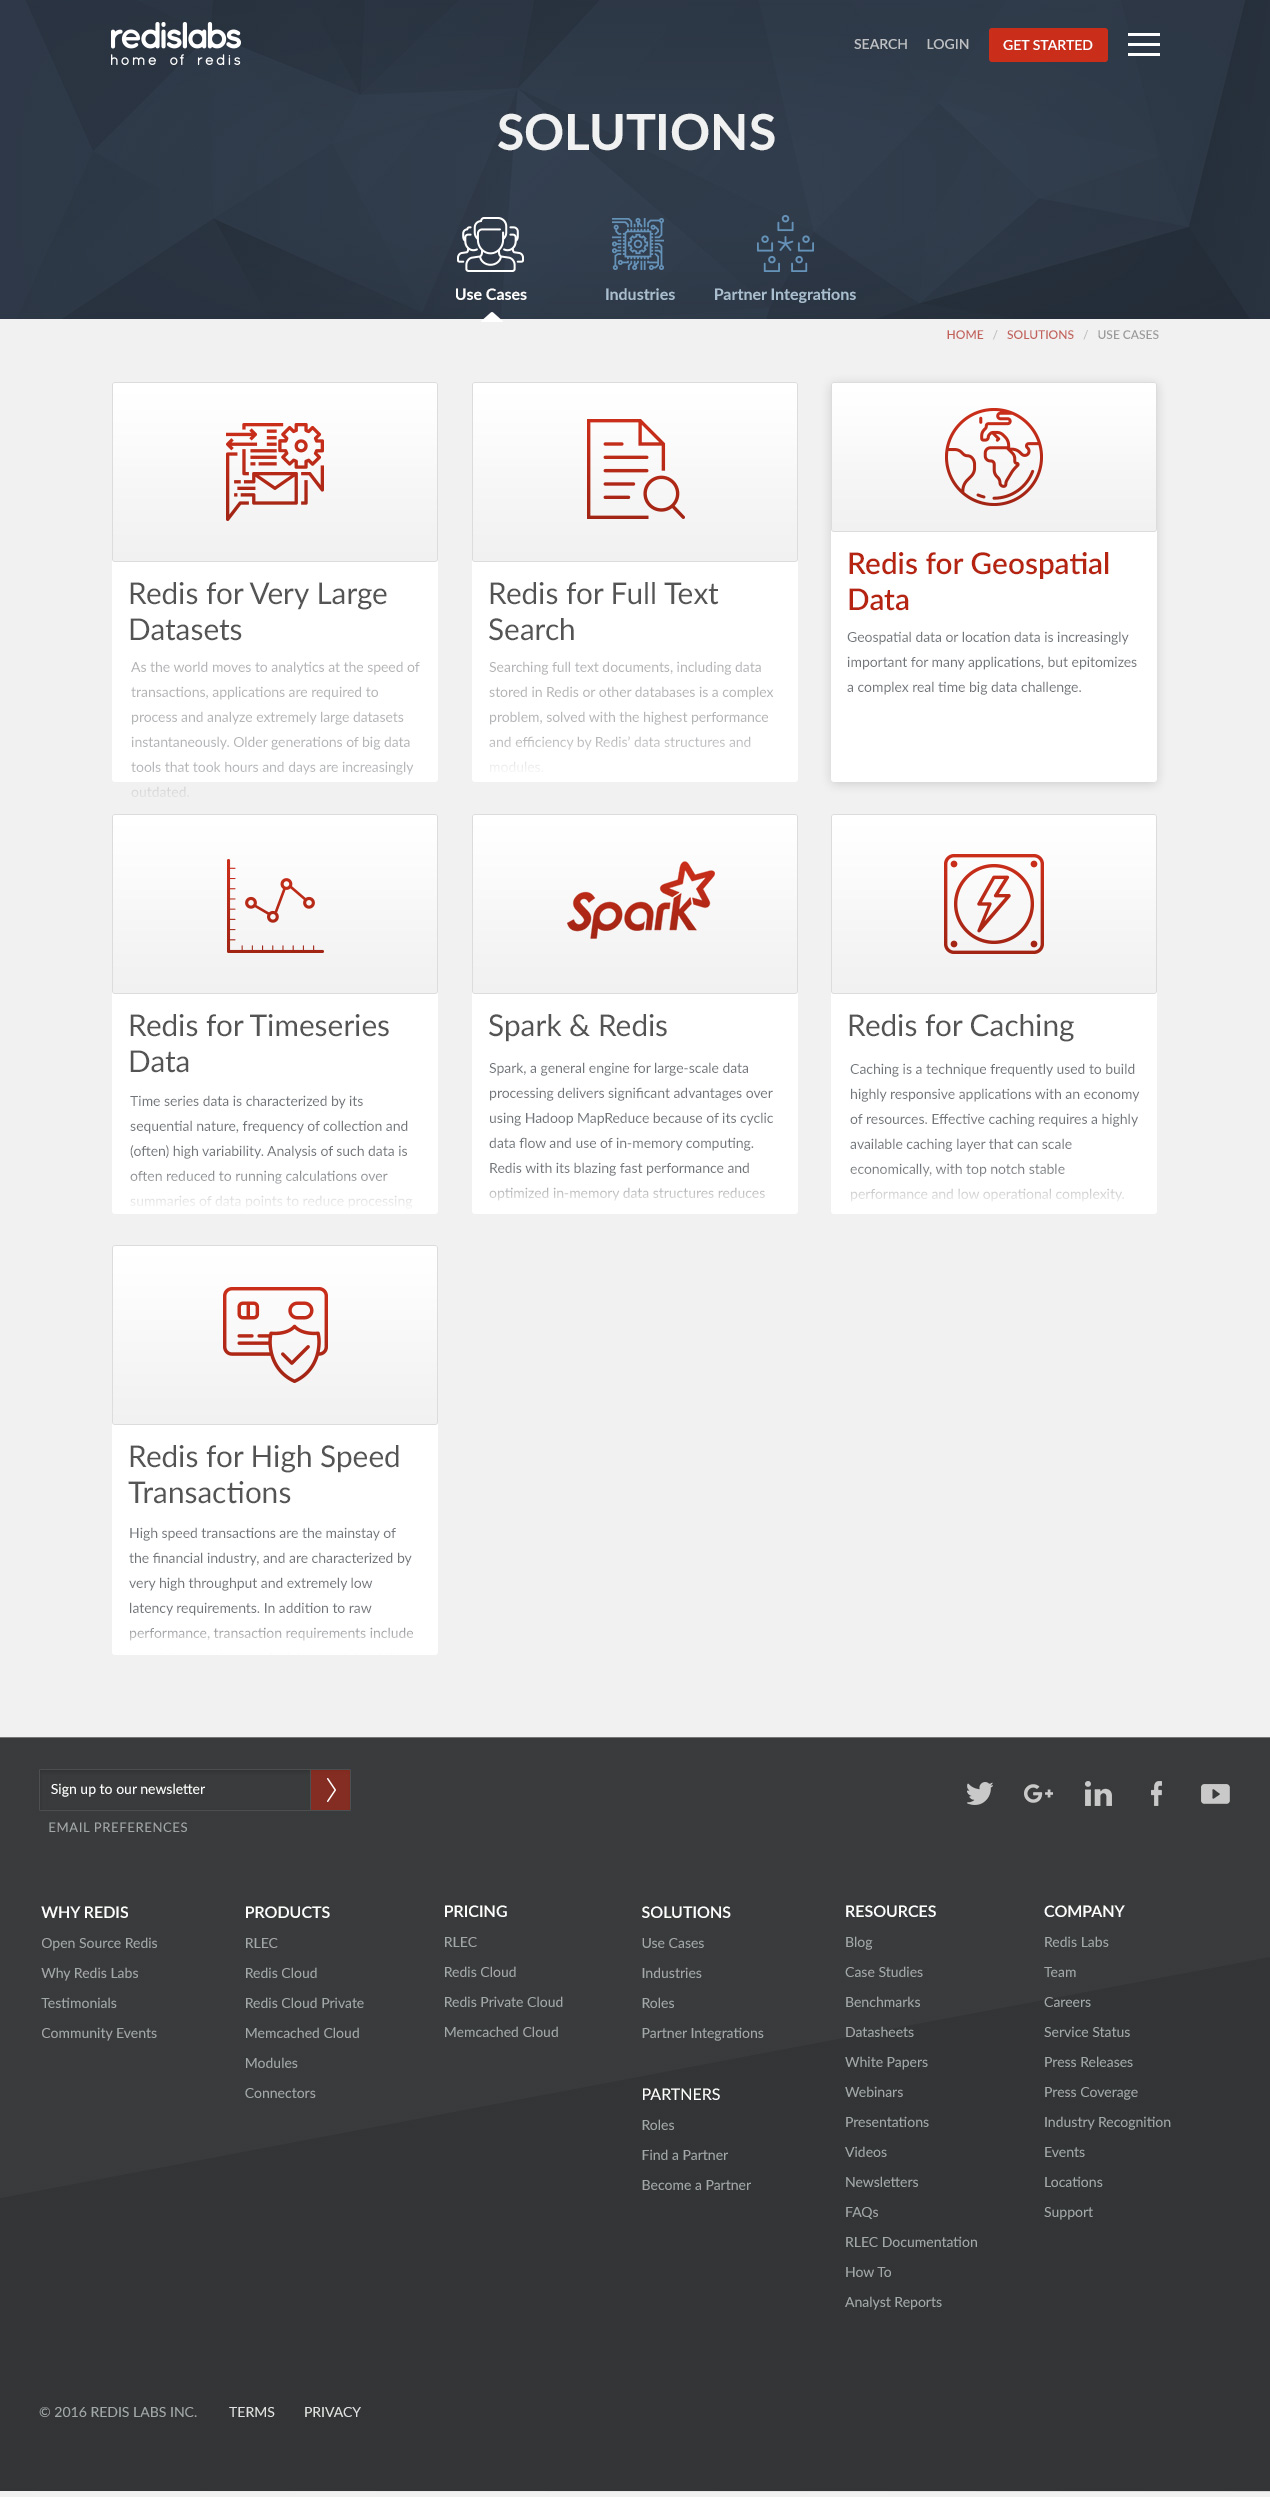 redislabs
home of redis
SEARCH LOGIN GET STARTED
SOLUTIONS
Use Cases Industries Partner Integrations
HOME / SOLUTIONS / USE CASES
Redis for Very Large
Datasets
As the world moves to analytics at the speed of
transactions, applications are required to
process and analyze extremely large datasets
instantaneously. Older generations of big data
tools that took hours and days are increasingly
outdated.
Redis for Full Text
Search
Searching full text documents, including data
stored in Redis or other databases is a complex
problem, solved with the highest performance
and efficiency by Redis' data structures and
modules.
Redis for Geospatial
Data
Geospatial data or location data is increasingly
important for many applications, but epitomizes
a complex real time big data challenge.
Redis for Timeseries
Data
Time series data is characterized by its
sequential nature, frequency of collection and
(often) high variability. Analysis of such data is
often reduced to running calculations over
summaries of data points to reduce processing
Spark
Spark & Redis
Spark, a general engine for large-scale data
processing delivers significant advantages over
using Hadoop MapReduce because of its cyclic
data flow and use of in-memory computing.
Redis with its blazing fast performance and
optimized in-memory data structures reduces
Redis for Caching
Caching is a technique frequently used to build
highly responsive applications with an economy
of resources. Effective caching requires a highly
available caching layer that can scale
economically, with top notch stable
performance and low operational complexity.
Redis for High Speed
Transactions
High speed transactions are the mainstay of
the financial industry, and are characterized by
very high throughput and extremely low
latency requirements. In addition to raw
performance, transaction requirements include
Sign up to our newsletter
EMAIL PREFERENCES
WHY REDIS
Open Source Redis
Why Redis Labs
Testimonials
Community Events
PRODUCTS
RLEC
Redis Cloud
Redis Cloud Private
Memcached Cloud
Modules
Connectors
PRICING
RLEC
Redis Cloud
Redis Private Cloud
Memcached Cloud
SOLUTIONS
Use Cases
Industries
Roles
Partner Integrations
PARTNERS
Roles
Find a Partner
Become a Partner
RESOURCES
Blog
Case Studies
Benchmarks
Datasheets
White Papers
Webinars
Presentations
Videos
Newsletters
FAQs
RLEC Documentation
How To
Analyst Reports
COMPANY
Redis Labs
Team
Careers
Service Status
Press Releases
Press Coverage
Industry Recognition
Events
Locations
Support
© 2016 REDIS LABS INC. TERMS PRIVACY